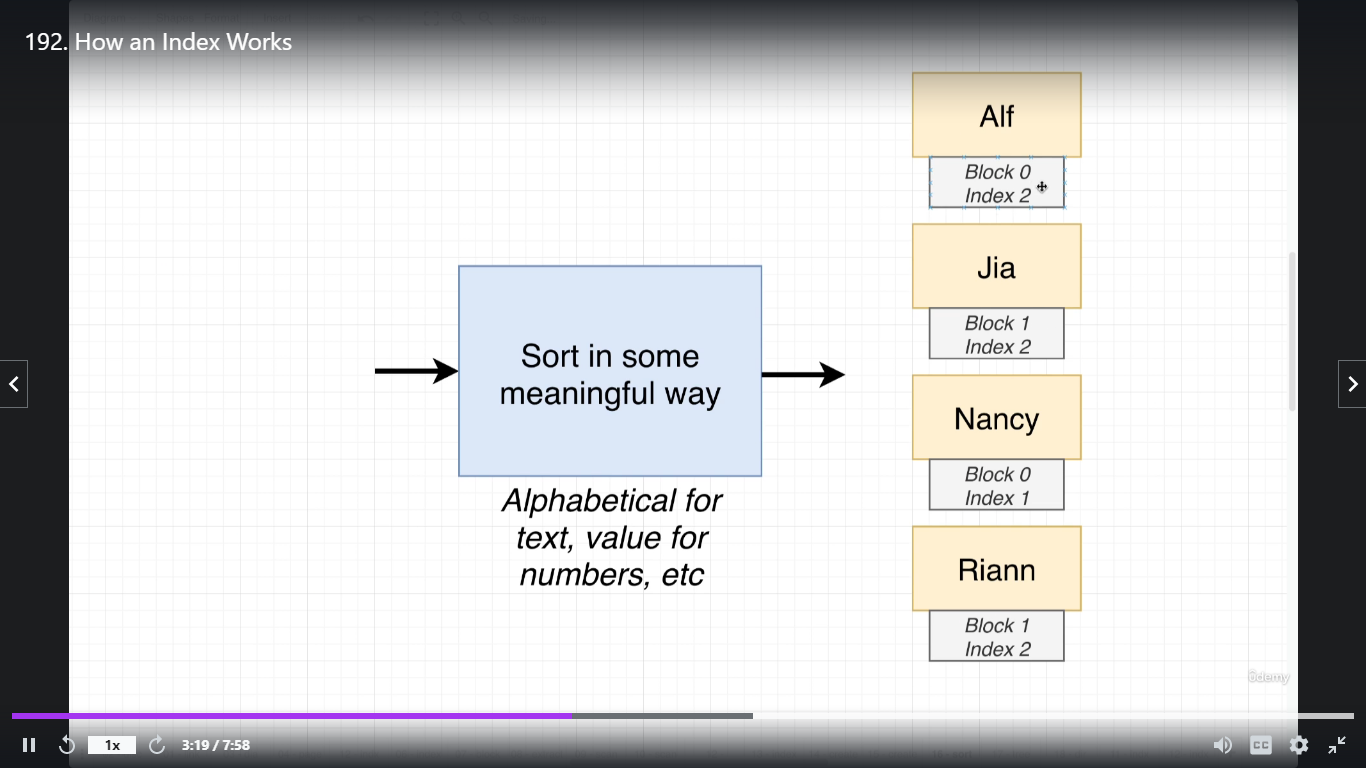 192. How an Index Works
Alf
Block 0
Index 2
Jia
Block 1
Index 2
Sort in some
meaningful way
Nancy
Block 0
Index 1
Alphabetical for
text, value for
numbers, etc
Riann
Block 1
Index 2
ûdemy
1x
3:19 / 7:58
CC